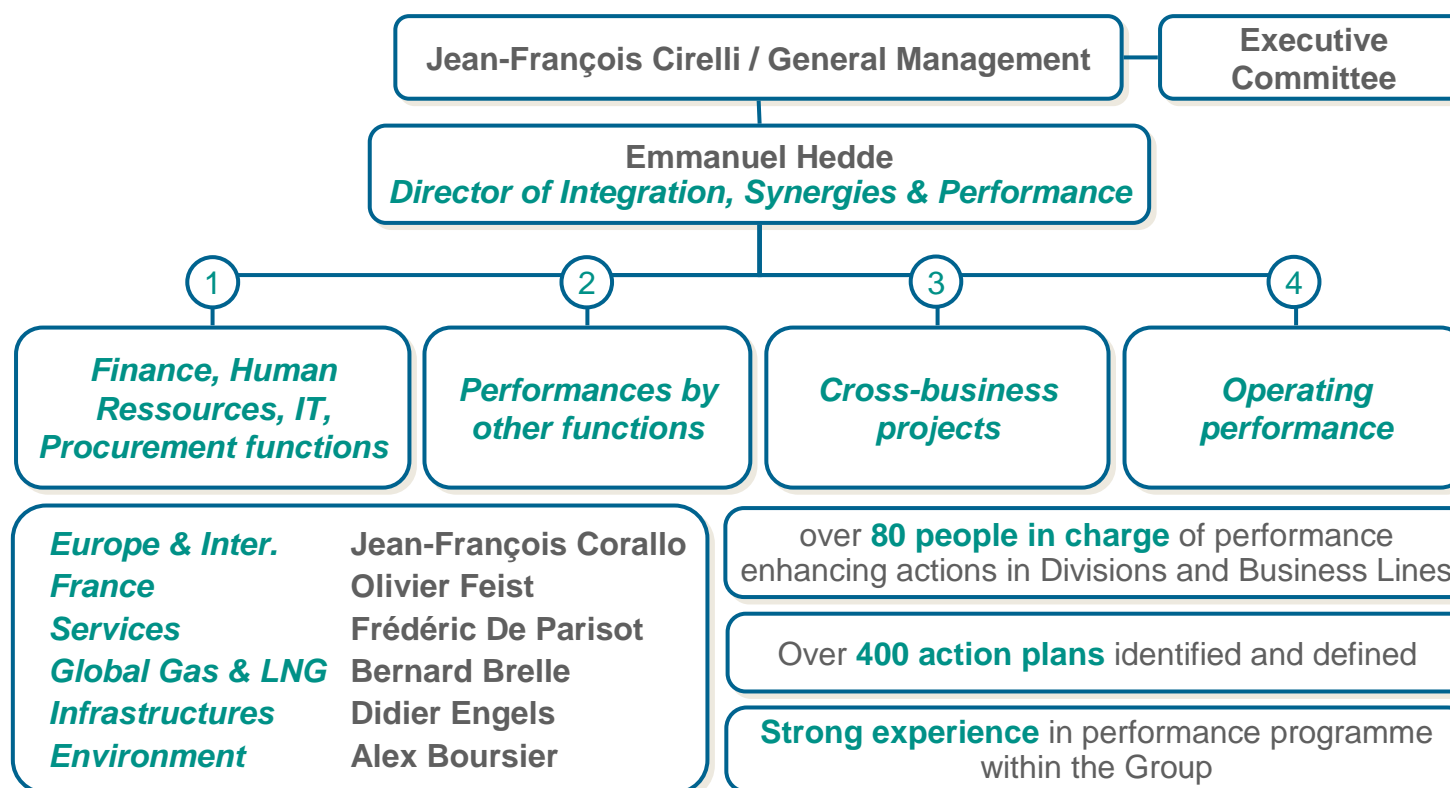 Jean-François Cirelli / General Management
Executive
Committee
Emmanuel Hedde
Director of Integration, Synergies & Performance
1
2
3
4
Finance, Human
Ressources, IT,
Procurement functions
Performances by
other functions
Cross-business
projects
Operating
performance
Europe & Inter. Jean-François Corallo
France Olivier Feist
Services Frédéric De Parisot
Global Gas & LNG Bernard Brelle
Infrastructures Didier Engels
Environment Alex Boursier
over 80 people in charge of performance
enhancing actions in Divisions and Business Lines
Over 400 action plans identified and defined
Strong experience in performance programme
within the Group